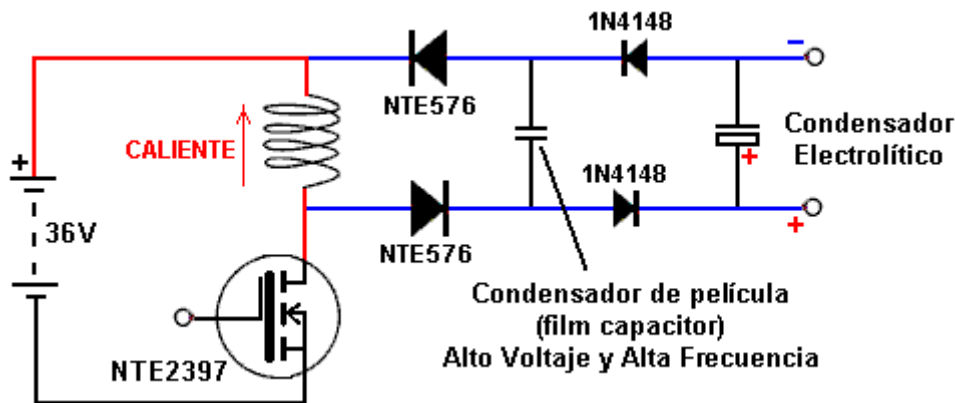 1N4148
−
NTE576
CALIENTE
+
36V
Condensador
Electrolítico
+
1N4148
NTE576
+
Condensador de película
(film capacitor)
Alto Voltaje y Alta Frecuencia
NTE2397